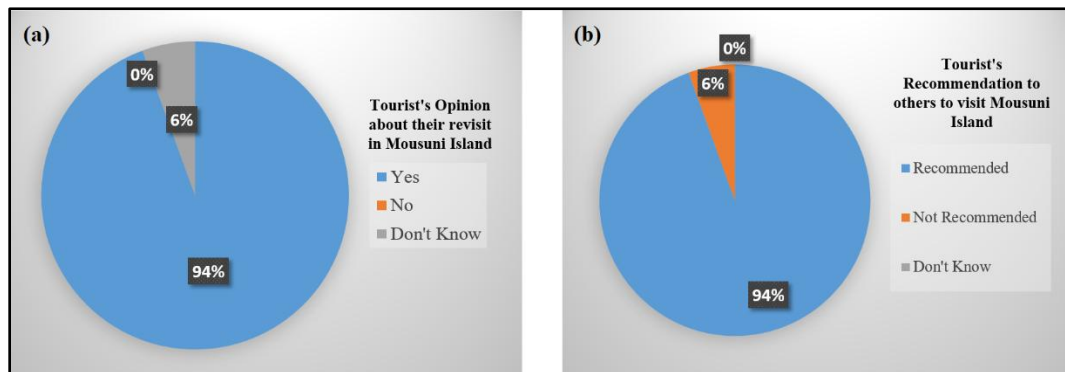 (a)
0%
6%
94%
Tourist's Opinion
about their revisit
in Mousuni Island
Yes
No
Don't Know
(b)
0%
6%
94%
Tourist's
Recommendation to
others to visit Mousuni
Island
Recommended
Not Recommended
Don't Know